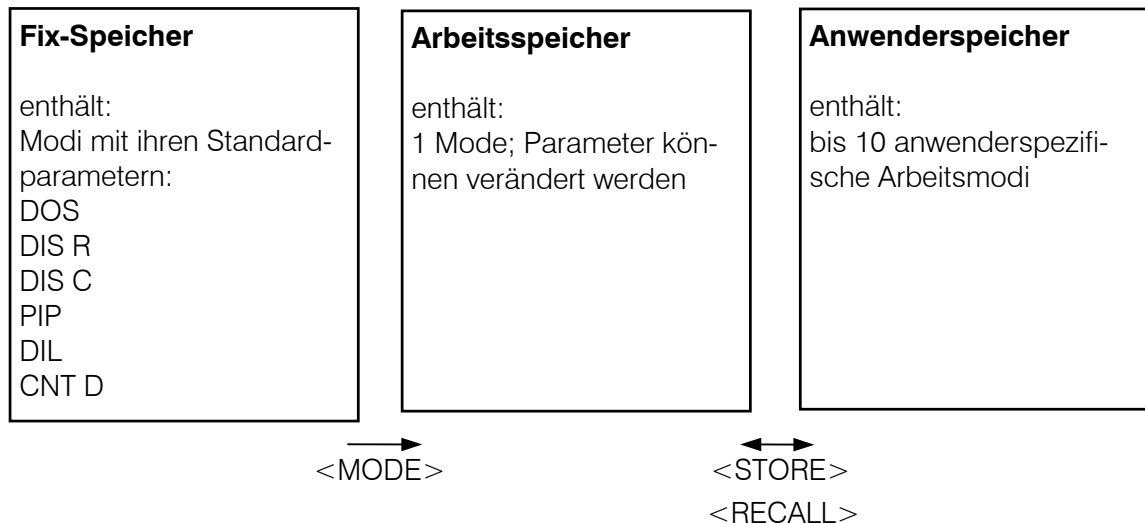 Fix-Speicher
enthält:
Modi mit ihren Standard-
parametern:
DOS
DIS R
DIS C
PIP
DIL
CNT D
Arbeitsspeicher
enthält:
1 Mode; Parameter kön-
nen verändert werden
Anwenderspeicher
enthält:
bis 10 anwenderspezifi-
sche Arbeitsmodi
<MODE>
<STORE>
<RECALL>